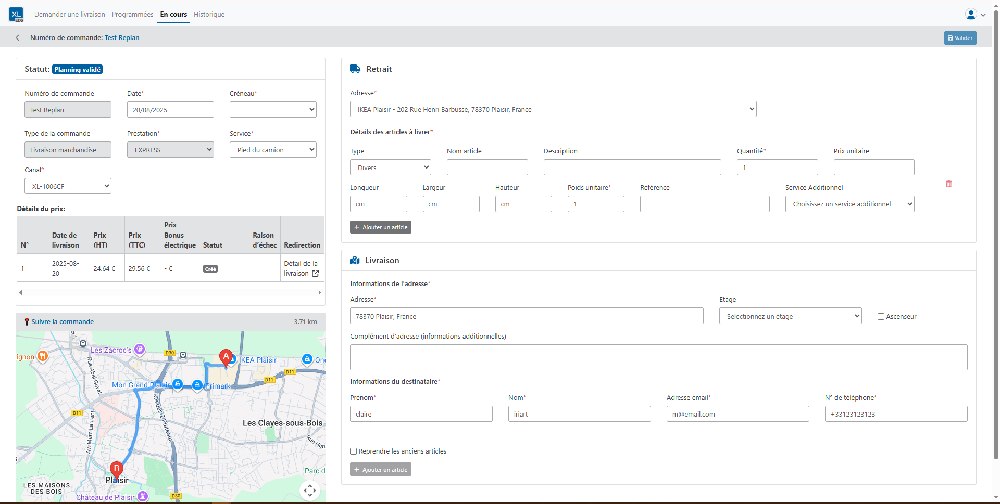 XL EDS
Demander une livraison Programmées En cours Historique
Numéro de commande: Test Replan
Valider
Statut: Planning validé
Numéro de commande Date* Créneau*
Test Replan 20/08/2025
Type de la commande Prestation* Service*
Livraison marchandise EXPRESS Pied du camion
Canal*
XL-1006CF
Détails du prix:
N° Date de livraison Prix (HT) Prix (TTC) Prix Bonus électrique Statut Raison d’échec Redirection
1 2025-08-20 24.64 € 29.56 € - € Créé Détail de la livraison
Suivre la commande 3.71 km
Les Zacroc's
D30
ignon
A
IKEA Plaisir
One
Rue Abel Guyet
D11
D11
Mon Grand Plaisir
Primark
Rte des 2 Plateaux
D11
Av. Marc Laurent
Les Clayes-sous-Bois
Rue Hen
B
Plaisir
Parc d
LES MAISONS
DES BOIS
Château de Plaisir
D30
Retrait
Adresse*
IKEA Plaisir - 202 Rue Henri Barbusse, 78370 Plaisir, France
Détails des articles à livrer*
Type Nom article Description Quantité* Prix unitaire
Divers 1
Longueur Largeur Hauteur Poids unitaire* Référence Service Additionnel
cm cm cm 1 Choisissez un service additionnel
+ Ajouter un article
Livraison
Informations de l'adresse*
Adresse* Etage
78370 Plaisir, France Selectionnez un étage Ascenseur
Complément d'adresse (informations additionnelles)
Informations du destinataire*
Prénom* Nom* Adresse email* N° de téléphone*
claire iriart m@email.com +33123123123
Reprendre les anciens articles
+ Ajouter un article